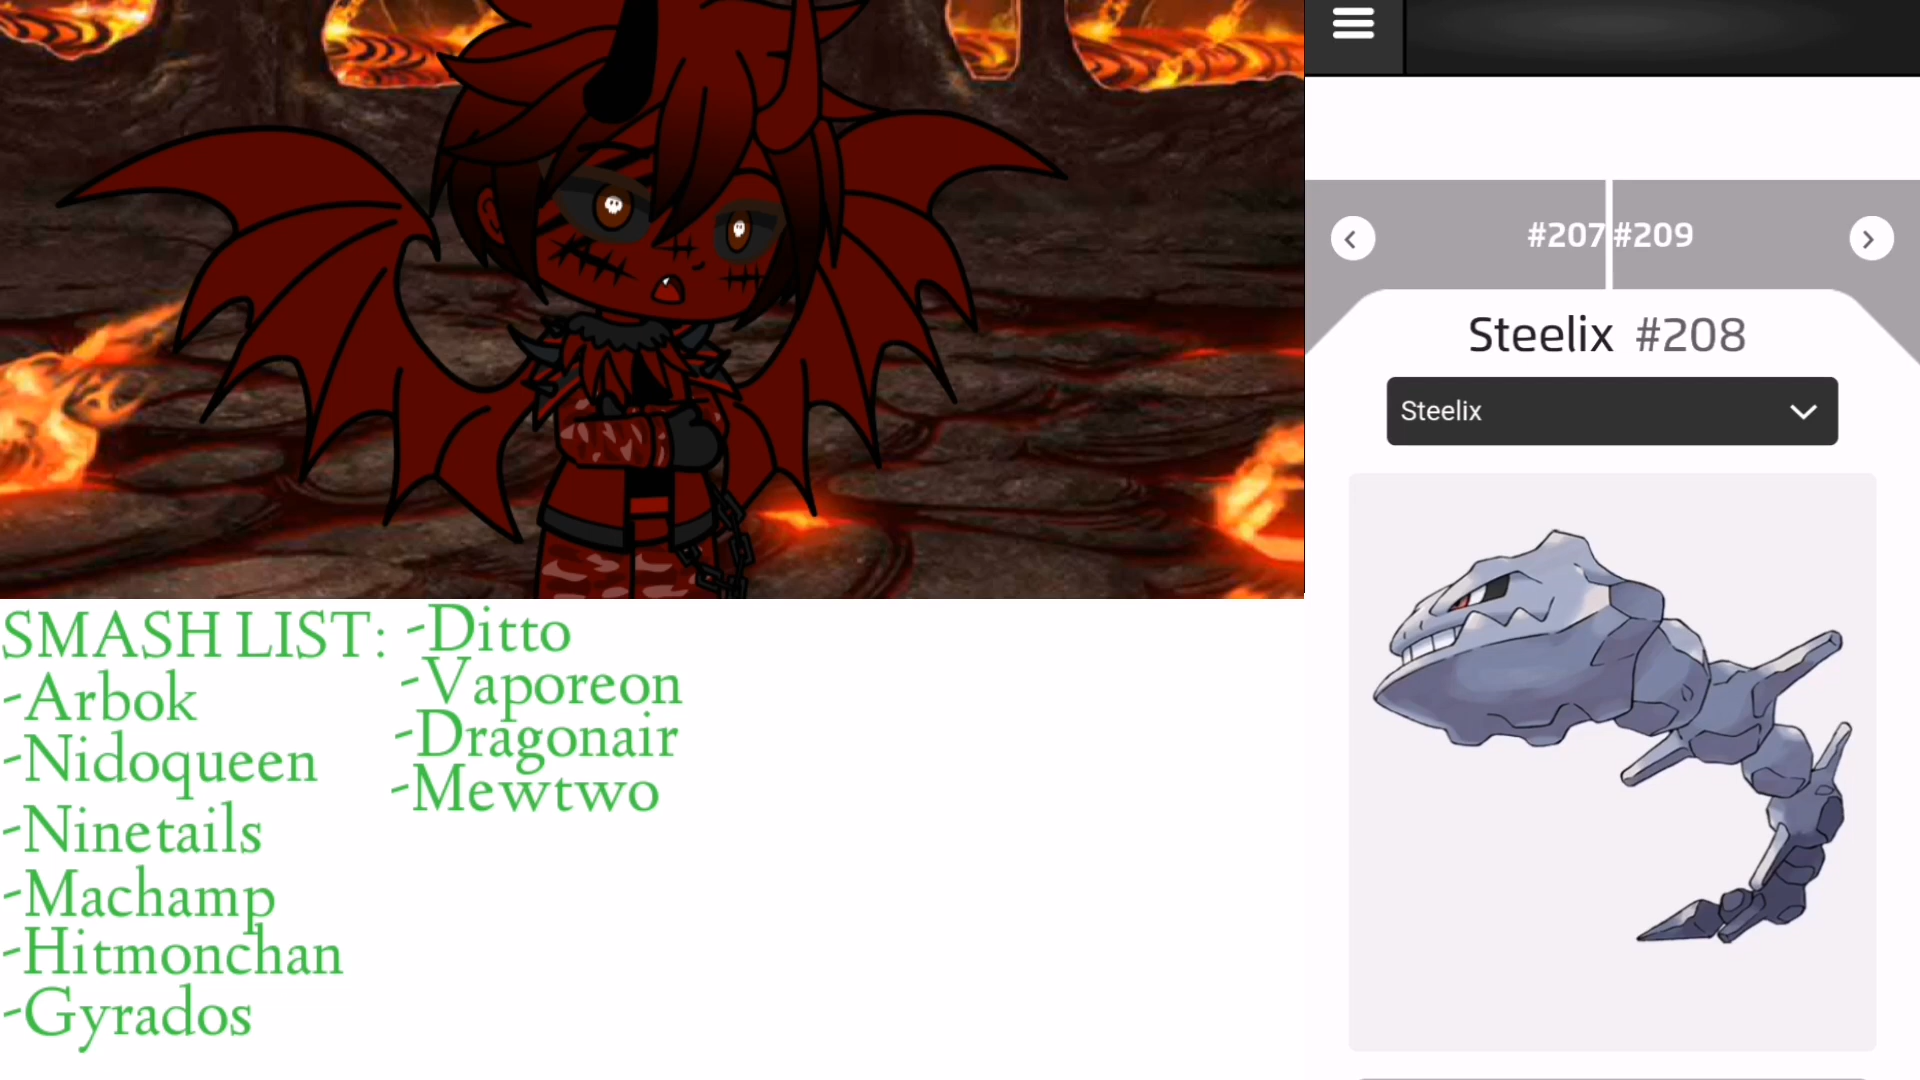 SMASH LIST:
-Arbok
-Nidoqueen
-Ninetails
-Machamp
-Hitmonchan
-Gyrados
-Ditto
-Vaporeon
-Dragonair
-Mewtwo
#207 #209
Steelix #208
Steelix